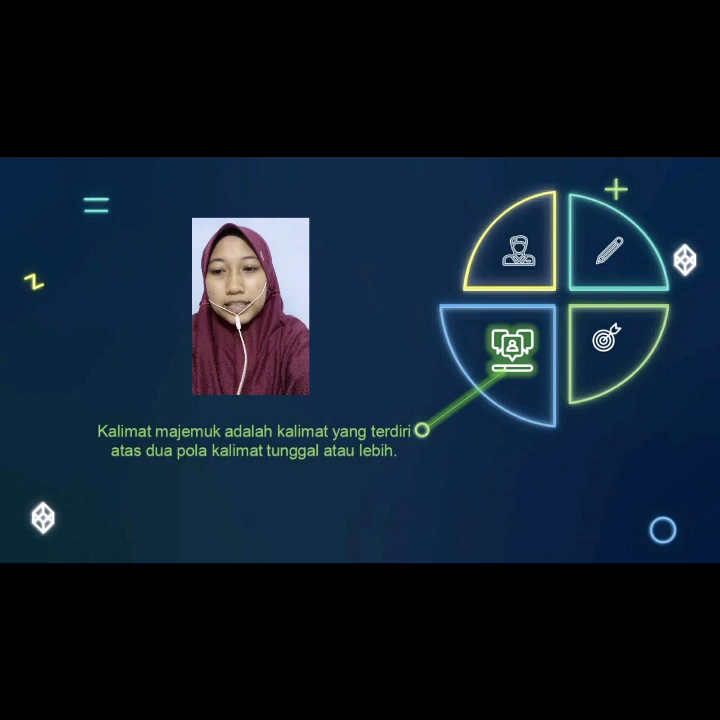 Kalimat majemuk adalah kalimat yang terdiri
atas dua pola kalimat tunggal atau lebih.